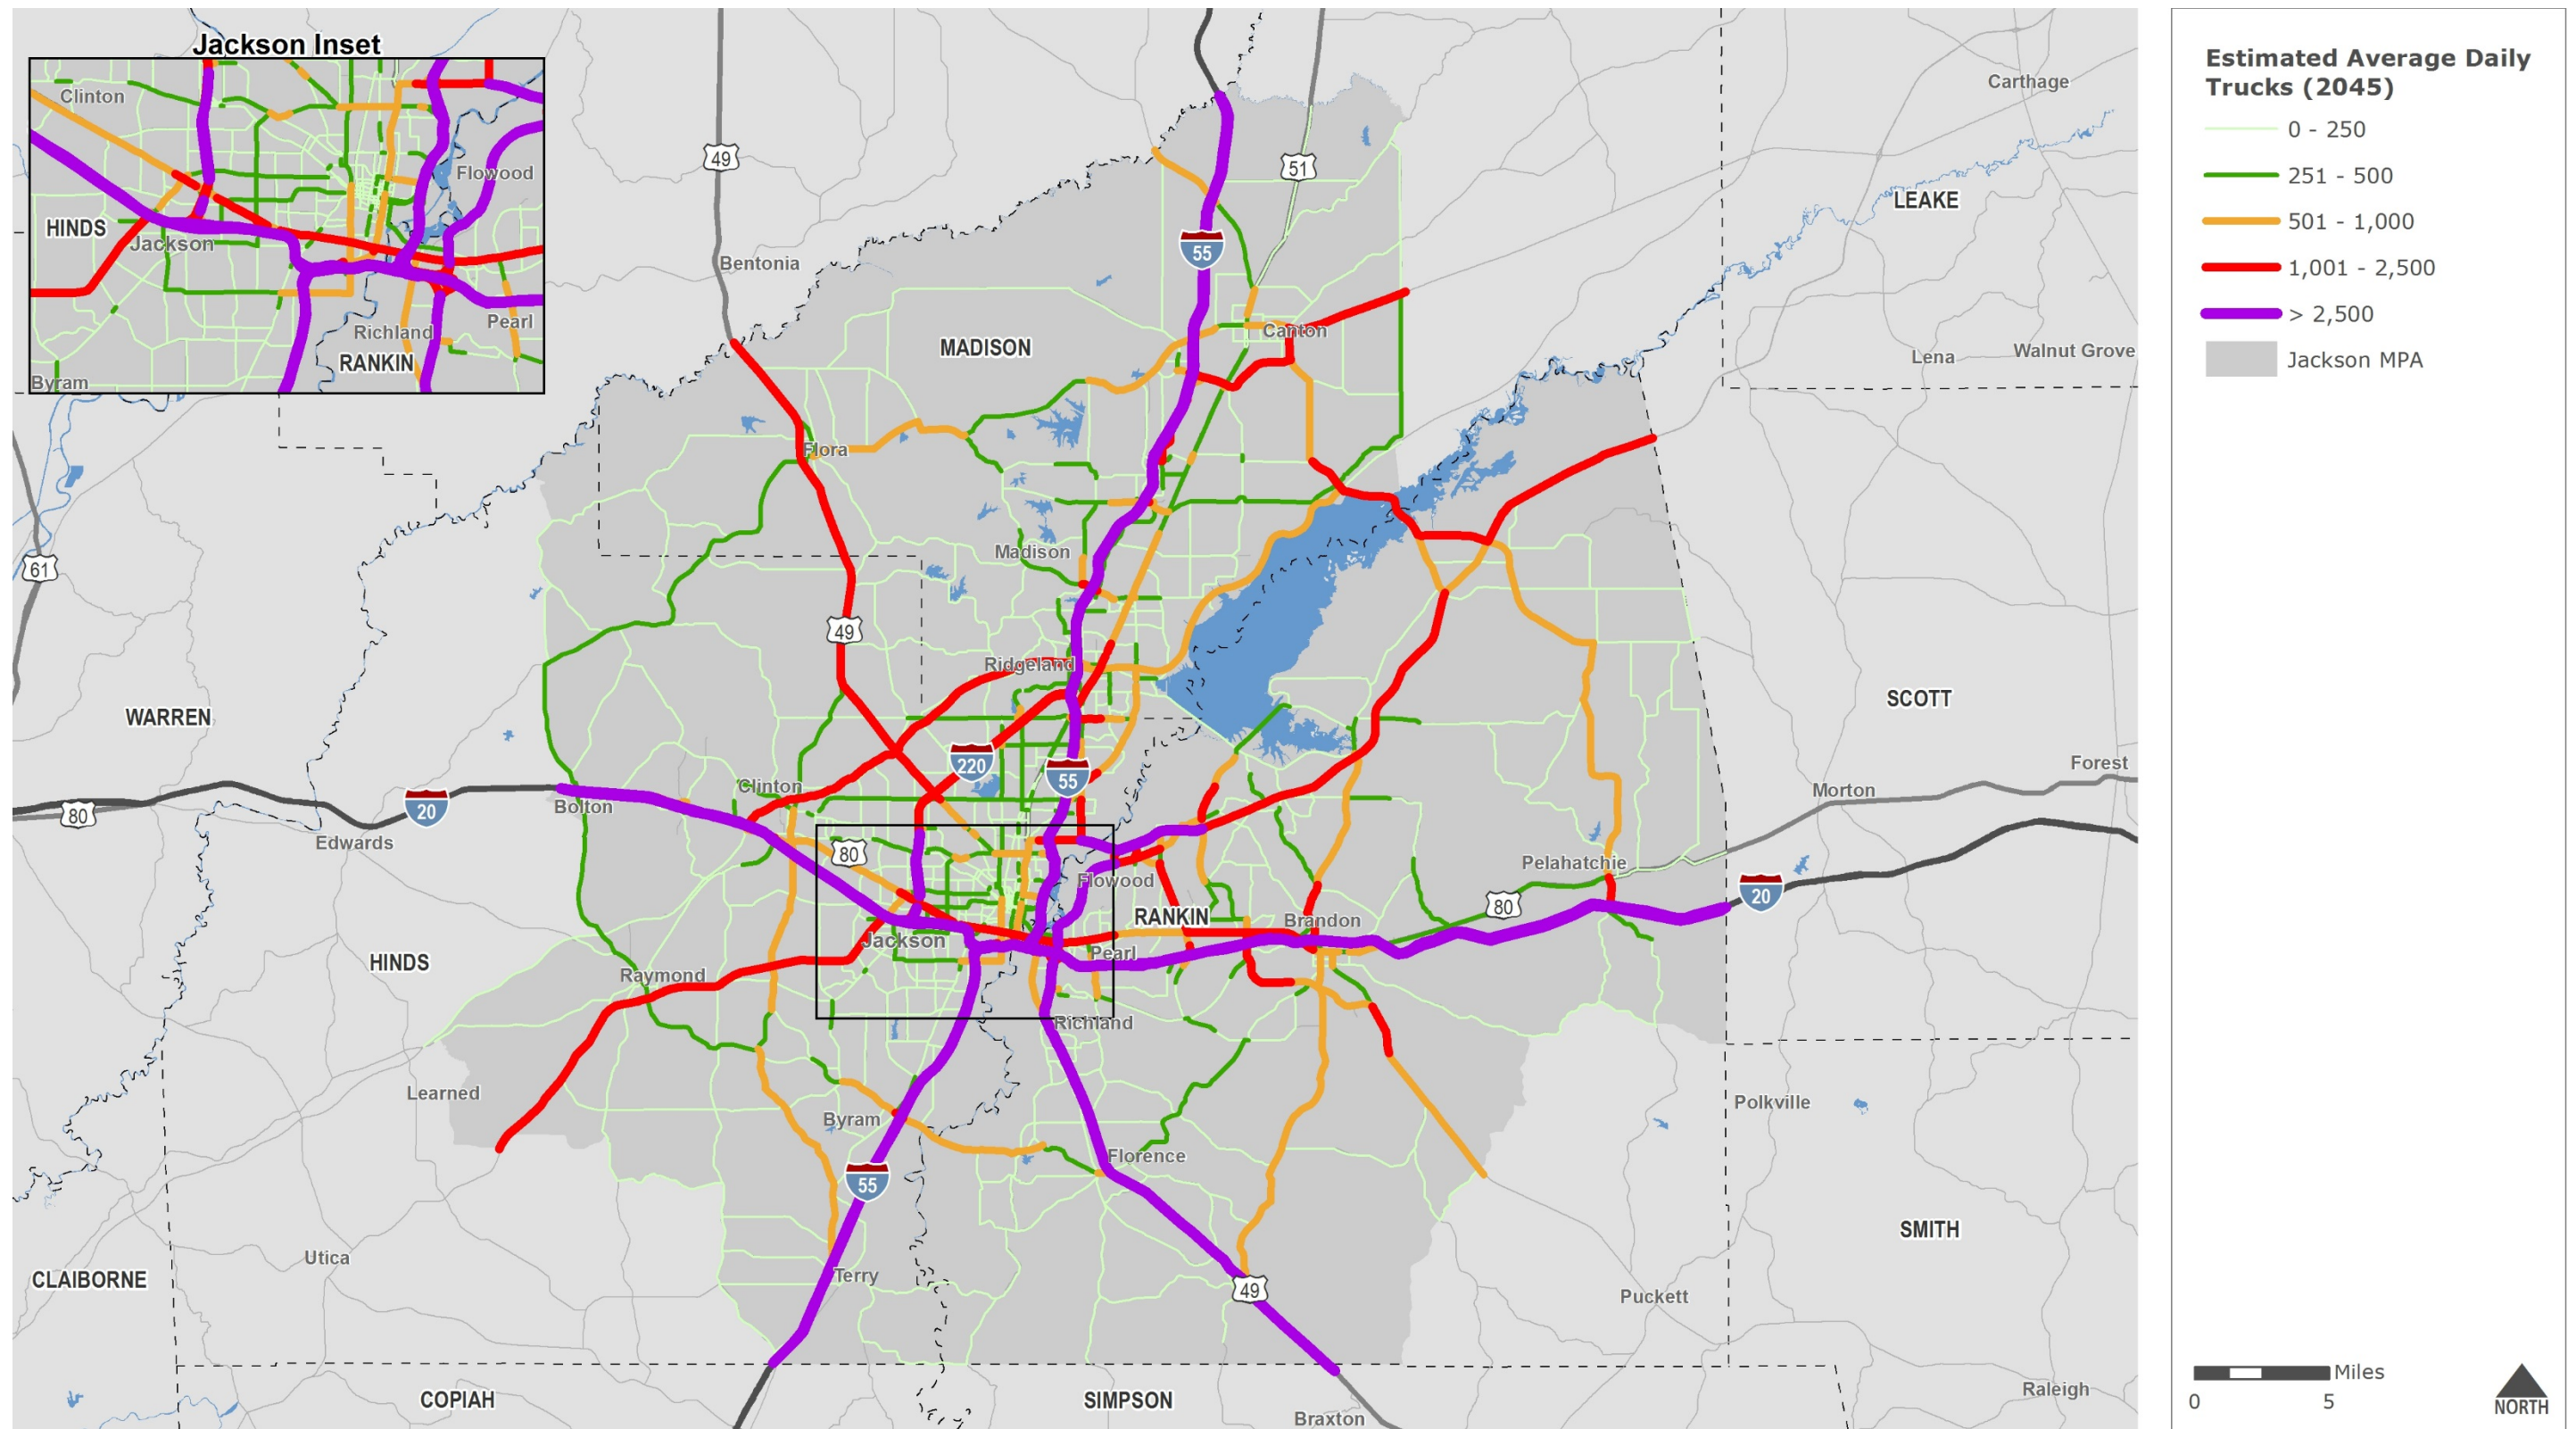 Jackson Inset
Clinton
Flowood
HINDS
Jackson
Richland
Pearl
RANKIN
Byram
Estimated Average Daily
Trucks (2045)
0 - 250
251 - 500
501 - 1,000
1,001 - 2,500
> 2,500
Jackson MPA
Carthage
49
51
LEAKE
55
Bentonia
Canton
MADISON
Lena
Walnut Grove
Flora
Madison
61
49
Ridgeland
SCOTT
WARREN
220
55
Forest
Clinton
Morton
Bolton
20
80
Edwards
80
Pelahatchie
Flowood
80
20
RANKIN
Brandon
Jackson
Pearl
HINDS
Raymond
Richland
Learned
Polkville
Byram
Florence
55
SMITH
Utica
CLAIBORNE
Terry
49
Puckett
Miles
0
5
NORTH
COPIAH
SIMPSON
Raleigh
Braxton